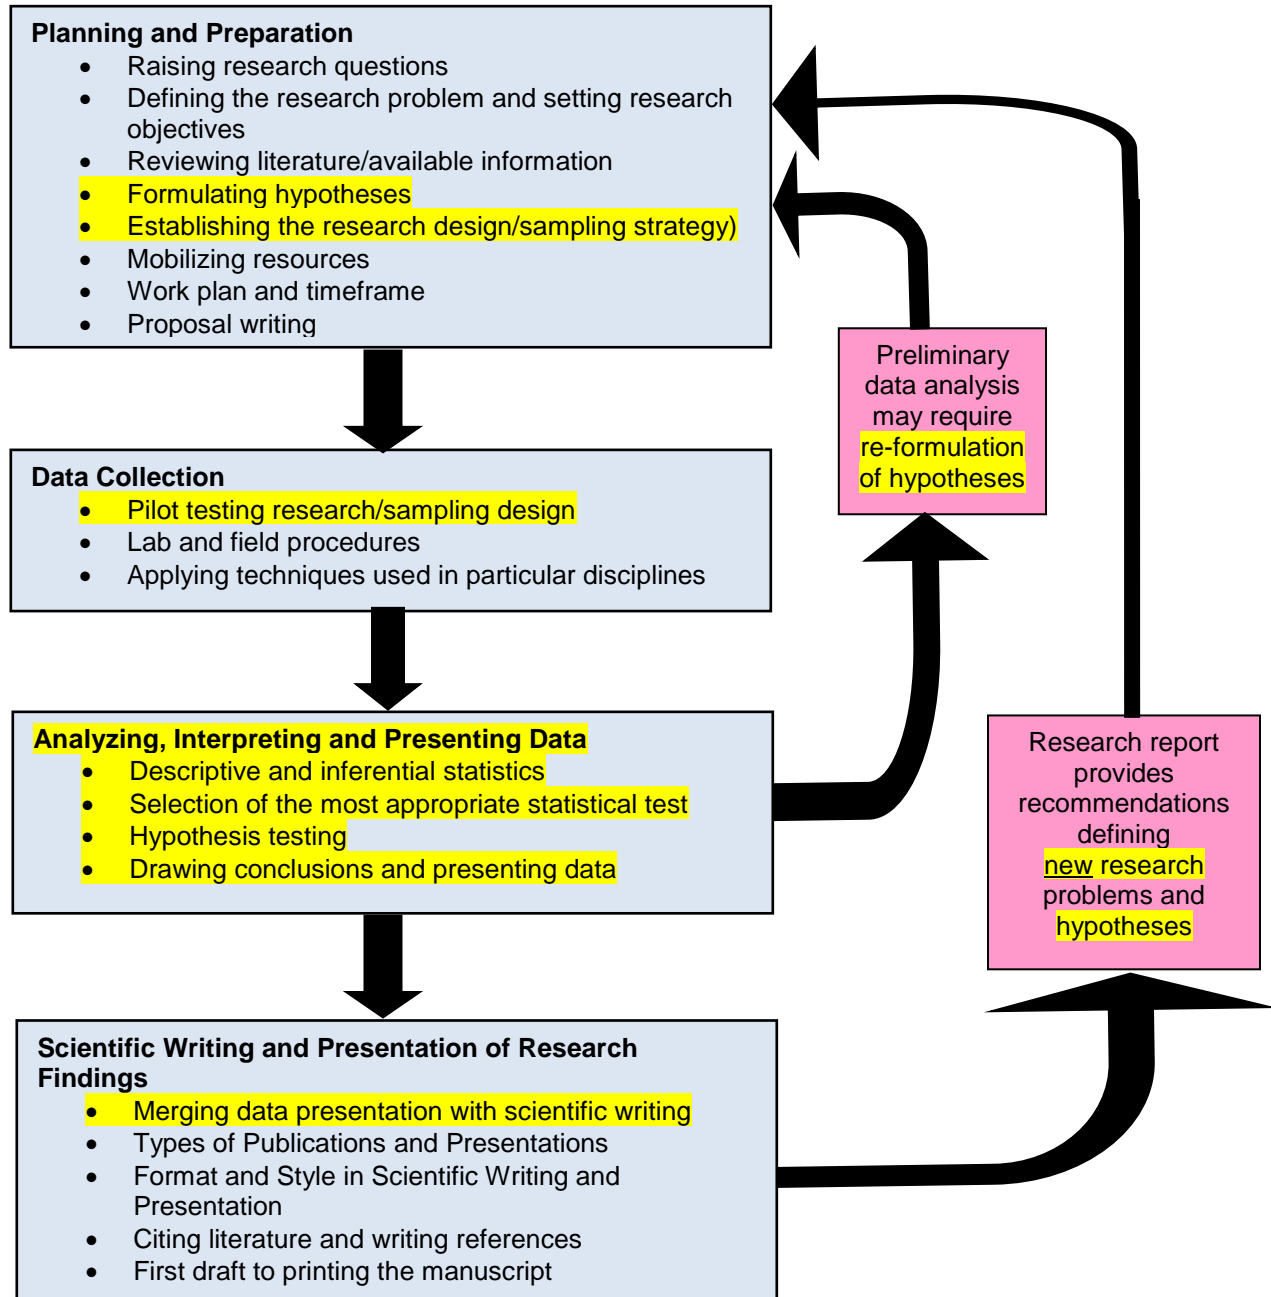 Planning and Preparation
• Raising research questions
• Defining the research problem and setting research
objectives
• Reviewing literature/available information
• Formulating hypotheses
• Establishing the research design/sampling strategy)
• Mobilizing resources
• Work plan and timeframe
• Proposal writing
Preliminary
data analysis
may require
re-formulation
of hypotheses
Data Collection
• Pilot testing research/sampling design
• Lab and field procedures
• Applying techniques used in particular disciplines
Analyzing, Interpreting and Presenting Data
• Descriptive and inferential statistics
• Selection of the most appropriate statistical test
• Hypothesis testing
• Drawing conclusions and presenting data
Research report
provides
recommendations
defining
new research
problems and
hypotheses
Scientific Writing and Presentation of Research
Findings
• Merging data presentation with scientific writing
• Types of Publications and Presentations
• Format and Style in Scientific Writing and
Presentation
• Citing literature and writing references
• First draft to printing the manuscript